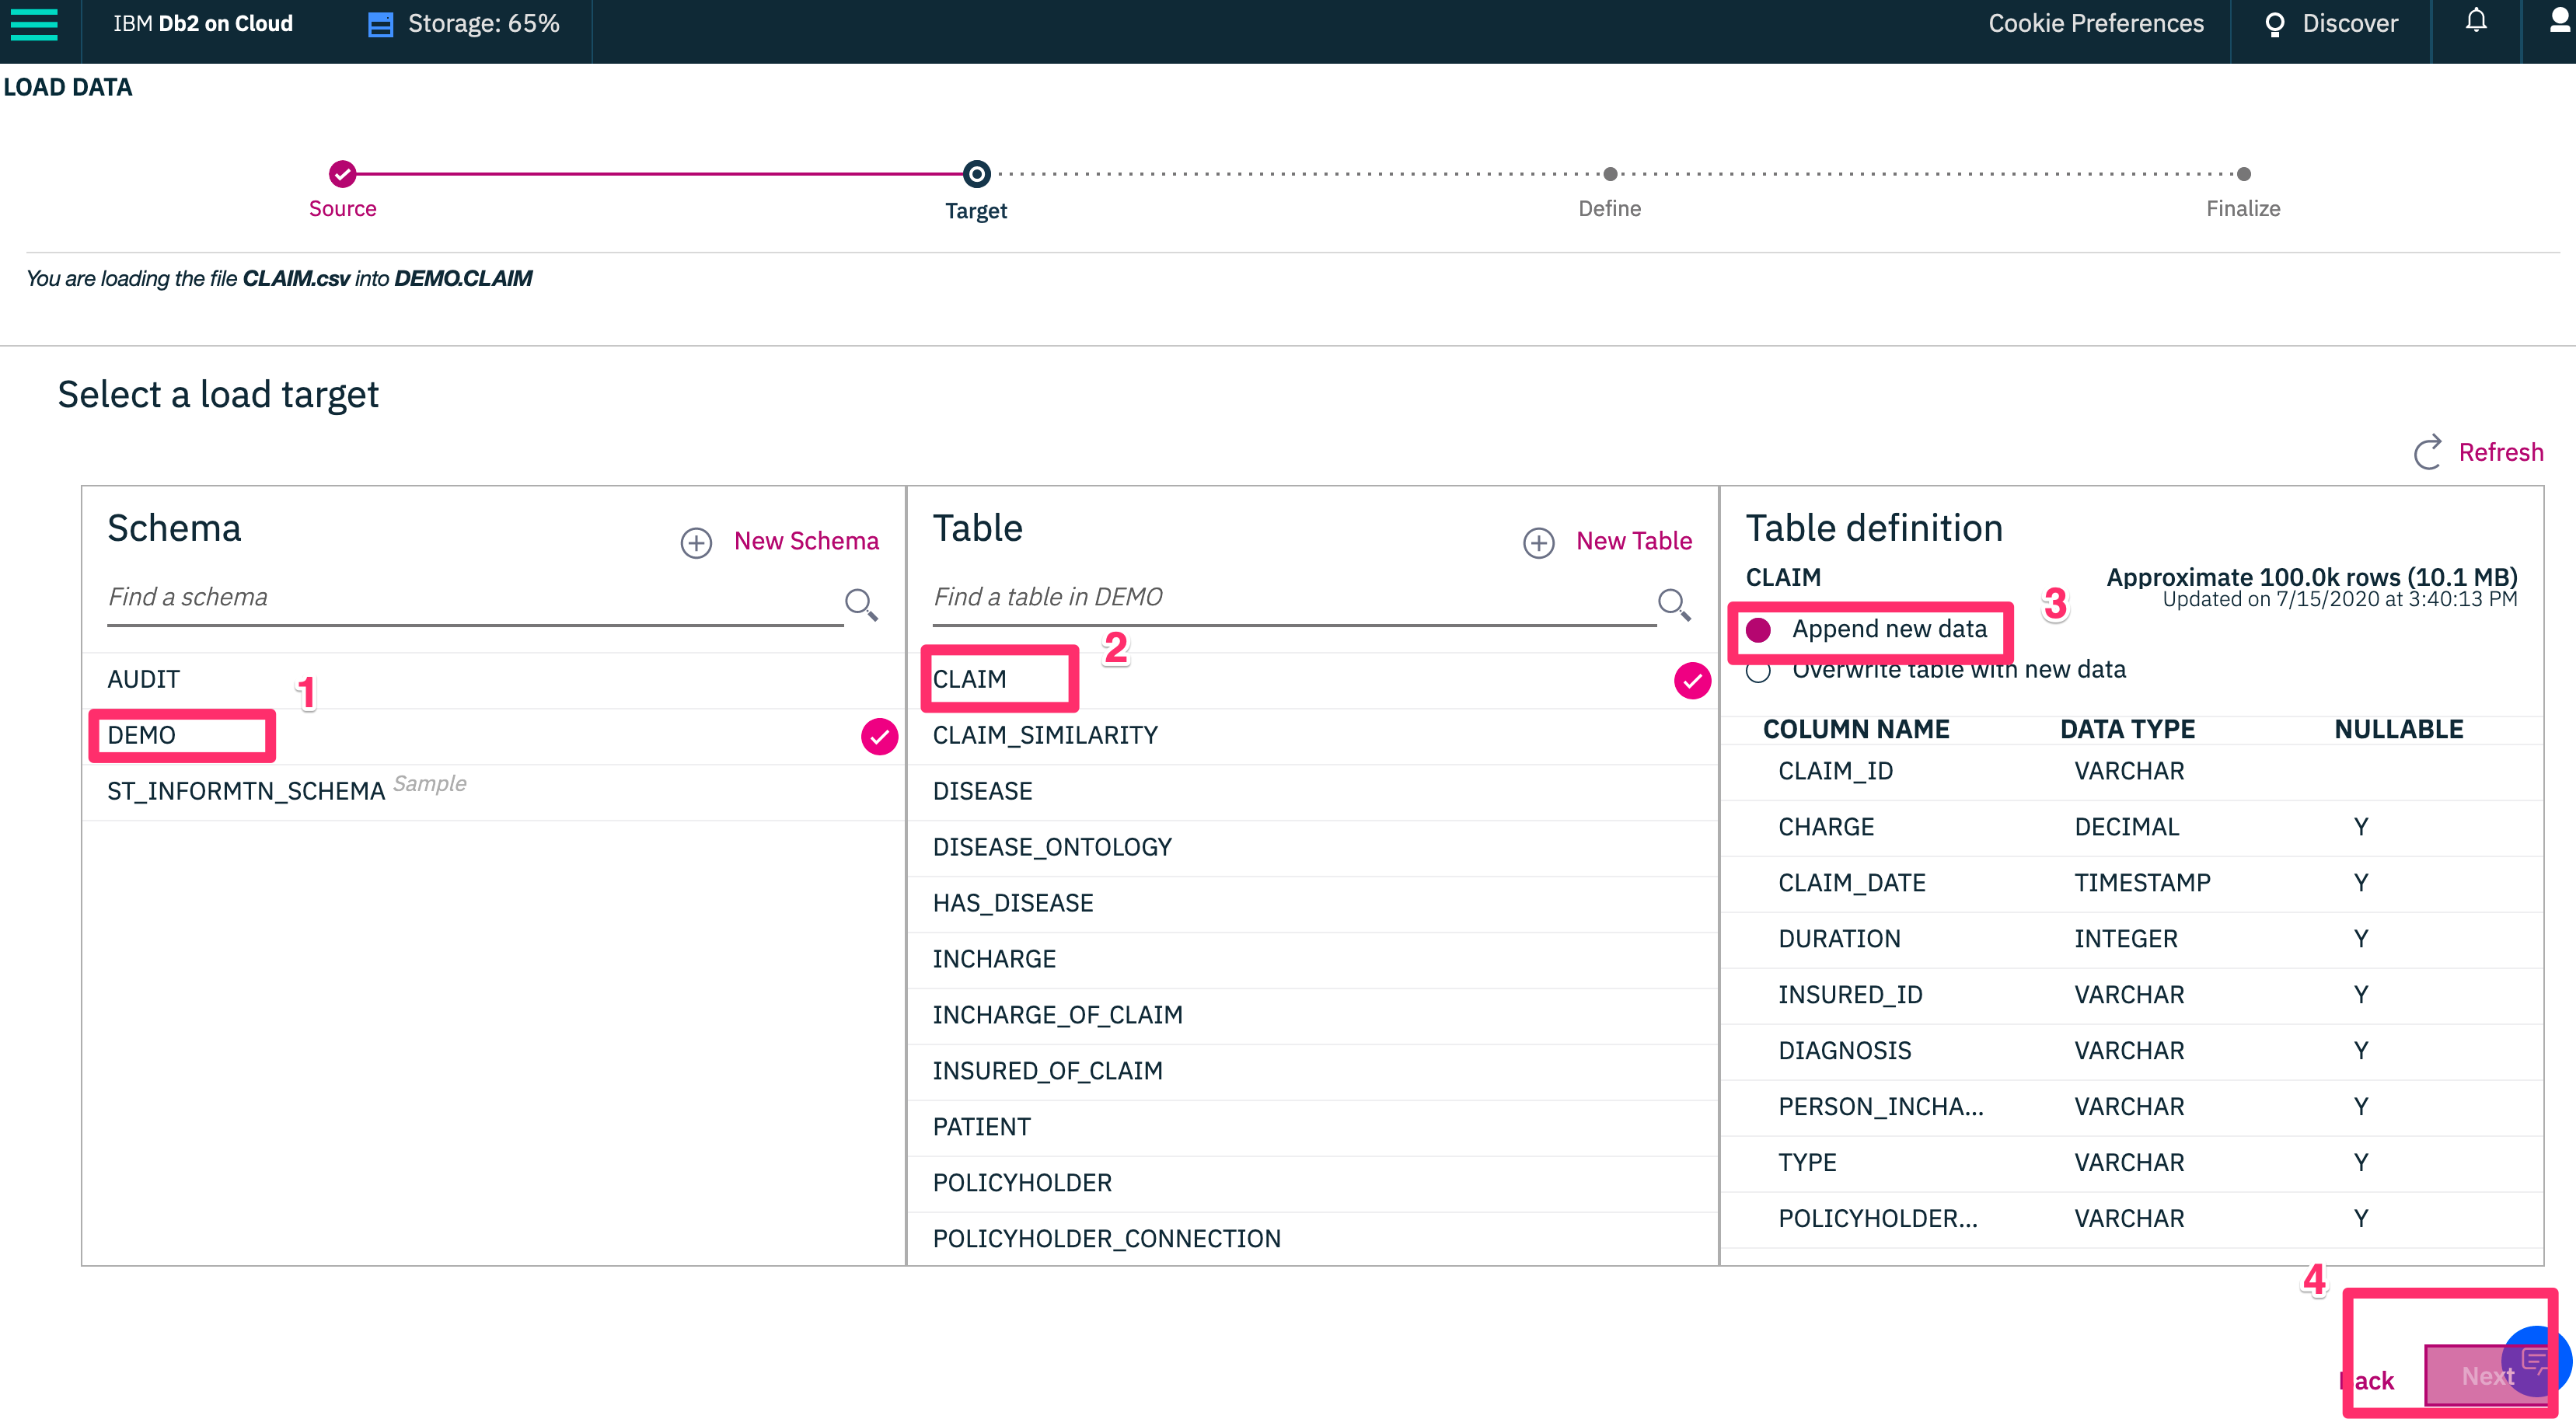 IBM Db2 on Cloud
Storage: 65%
Cookie Preferences
Discover
LOAD DATA
Source
Target
Define
Finalize
You are loading the file CLAIM.csv into DEMO.CLAIM
Select a load target
Refresh
Schema
New Schema
Find a schema
AUDIT
1
DEMO
ST_INFORMTN_SCHEMA Sample
Table
New Table
Find a table in DEMO
2
CLAIM
CLAIM_SIMILARITY
DISEASE
DISEASE_ONTOLOGY
HAS_DISEASE
INCHARGE
INCHARGE_OF_CLAIM
INSURED_OF_CLAIM
PATIENT
POLICYHOLDER
POLICYHOLDER_CONNECTION
Table definition
CLAIM Approximate 100.0k rows (10.1 MB)
Updated on 7/15/2020 at 3:40:13 PM
3
Append new data
Overwrite table with new data
COLUMN NAME DATA TYPE NULLABLE
CLAIM_ID VARCHAR
CHARGE DECIMAL Y
CLAIM_DATE TIMESTAMP Y
DURATION INTEGER Y
INSURED_ID VARCHAR Y
DIAGNOSIS VARCHAR Y
PERSON_INCHA... VARCHAR Y
TYPE VARCHAR Y
POLICYHOLDER... VARCHAR Y
4
Back
Next